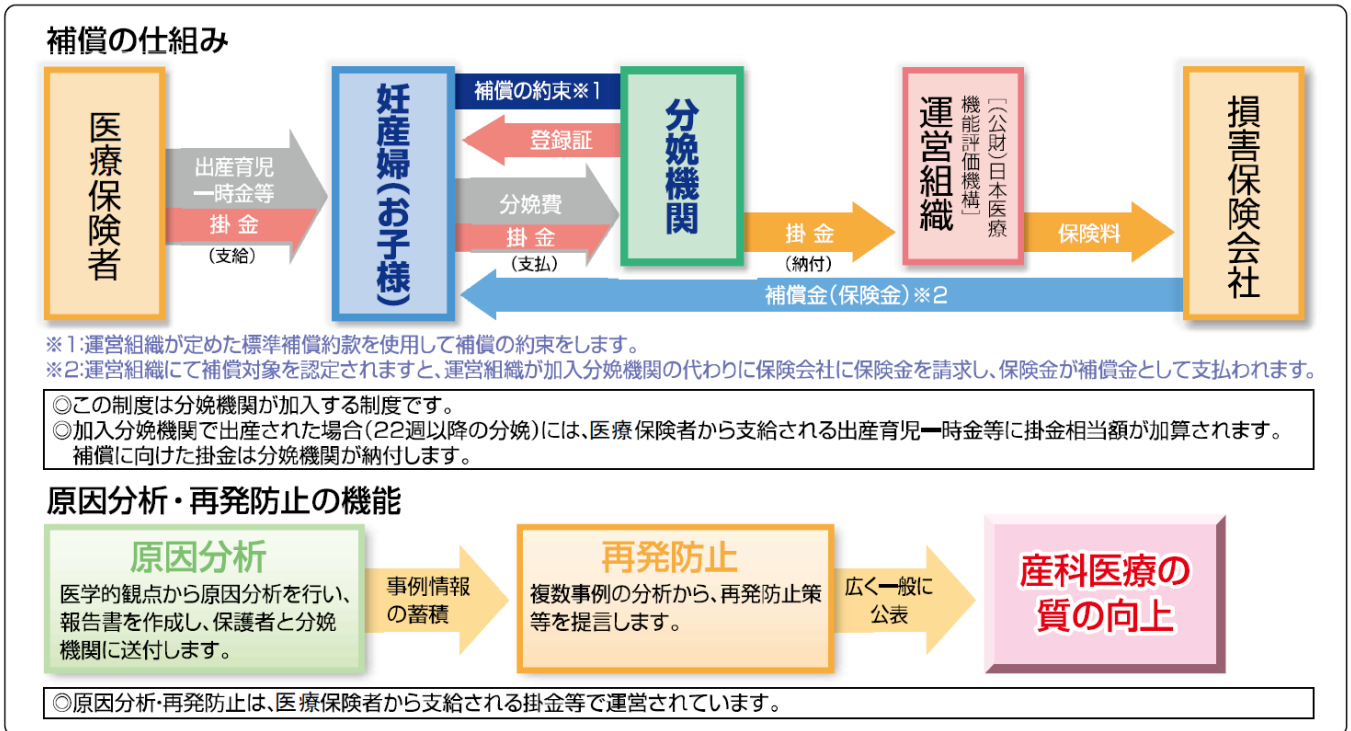 補償の仕組み
医療保険者
出産育児
一時金等
掛 金
(支給)
妊産婦(お子様)
補償の約束※1
登録証
分娩費
掛 金
(支払)
分娩機関
掛 金
(納付)
運営組織
[(公財)日本医療
機能評価機構]
保険料
損害保険会社
補償金(保険金)※2
※1:運営組織が定めた標準補償約款を使用して補償の約束をします。
※2:運営組織にて補償対象を認定されますと、運営組織が加入分娩機関の代わりに保険会社に保険金を請求し、保険金が補償金として支払われます。
◎この制度は分娩機関が加入する制度です。
◎加入分娩機関で出産された場合(22週以降の分娩)には、医療保険者から支給される出産育児一時金等に掛金相当額が加算されます。
補償に向けた掛金は分娩機関が納付します。
原因分析・再発防止の機能
原因分析
医学的観点から原因分析を行い、
報告書を作成し、保護者と分娩
機関に送付します。
事例情報
の蓄積
再発防止
複数事例の分析から、再発防止策
等を提言します。
広く一般に
公表
産科医療の
質の向上
◎原因分析・再発防止は、医療保険者から支給される掛金等で運営されています。